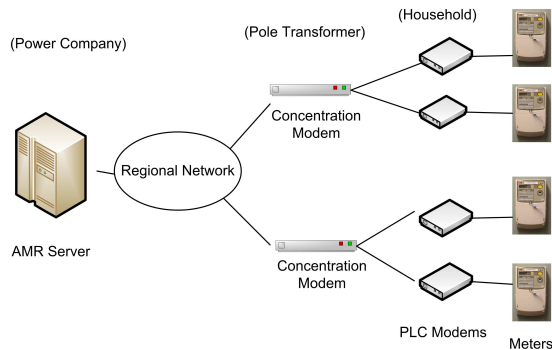 (Household)
(Pole Transformer)
(Power Company)
Concentration
Modem
Regional Network
AMR Server
Concentration
Modem
PLC Modems
Meters